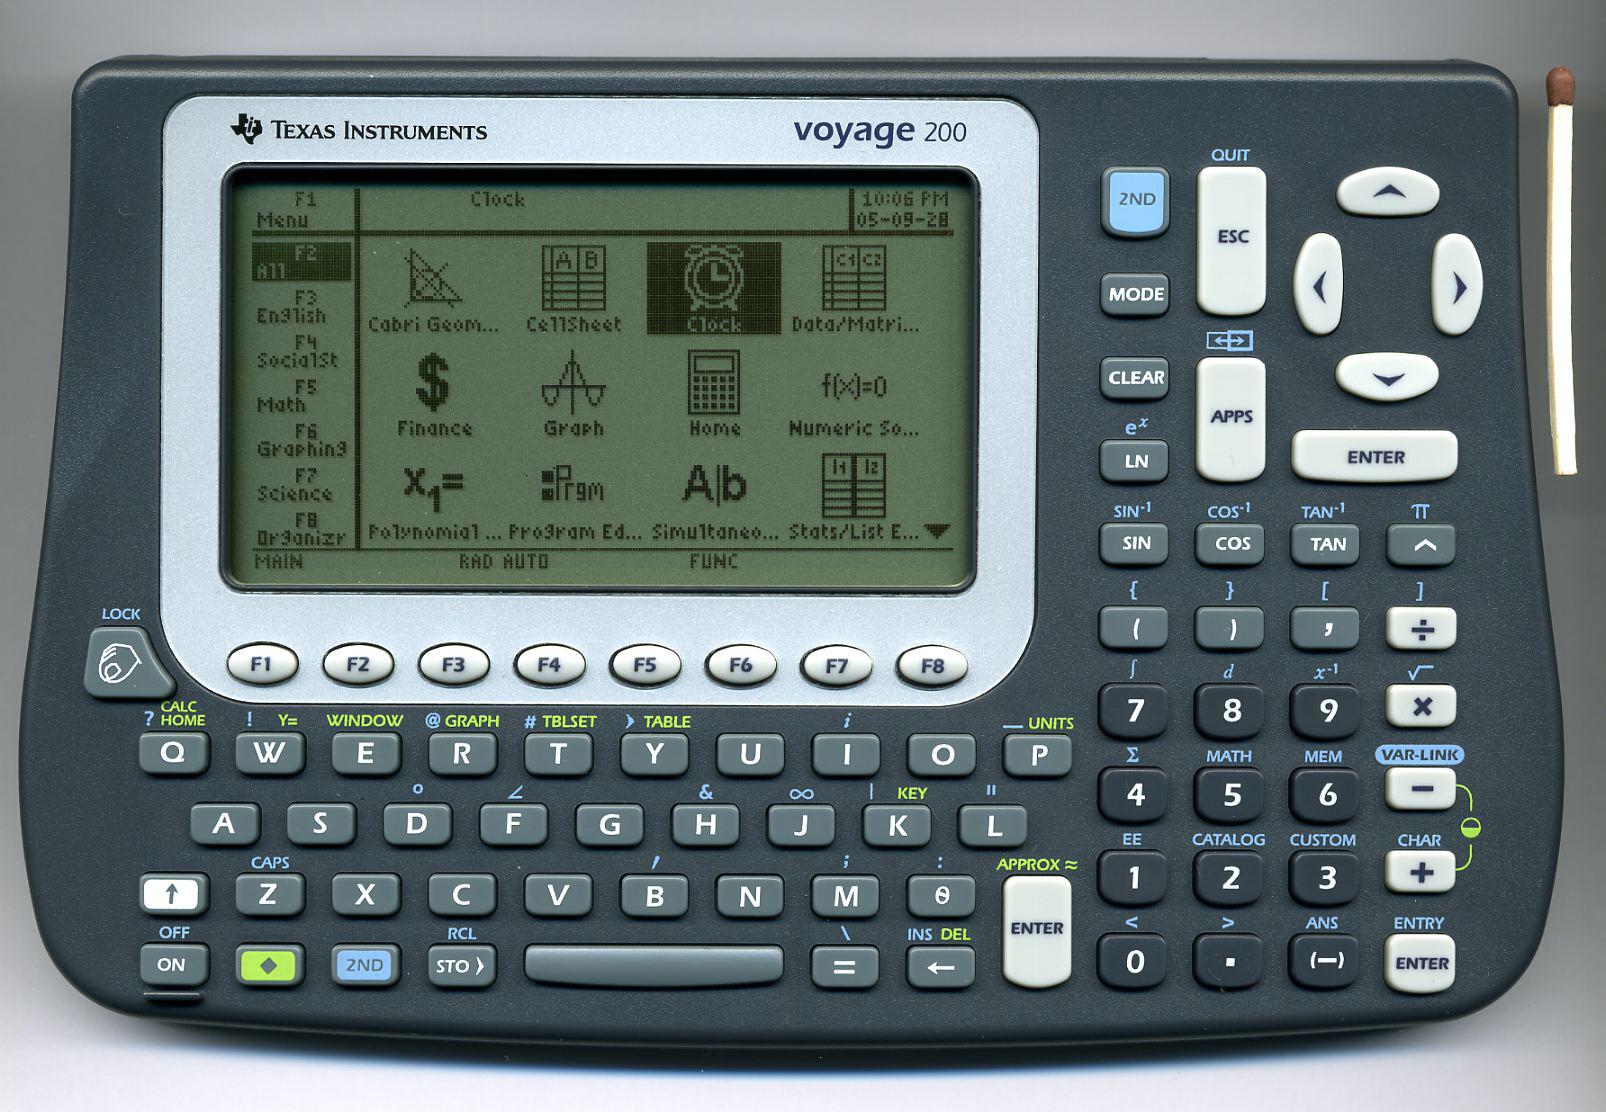 TEXAS INSTRUMENTS voyage 200
F1 Clock 10:06 PM
Menu 05-09-28
F2
All
F3
English
F4
SocialSt
F5
Math
F6
Graphing
F7
Science
F8
Organizr
A B C1 C2
Cabri Geom... CellSheet Clock Data/Matri...
$ f(x)=0
Finance Graph Home Numeric So...
x₁= Prgm A|b l1 l2
Polynomial ... Program Ed... Simultaneo... Stats/List E...
MAIN RAD AUTO FUNC
F1 F2 F3 F4 F5 F6 F7 F8
LOCK
? CALC HOME ! Y= WINDOW @ GRAPH # TBLSET > TABLE i _ UNITS
Q W E R T Y U I O P
° ∠ & ∞ | KEY "
A S D F G H J K L
CAPS ′ ; : APPROX ≈
↑ Z X C V B N M θ ENTER
OFF RCL \ INS DEL
ON ◆ 2ND STO > = ←
QUIT
2ND ESC
MODE
CLEAR APPS
eˣ
LN ENTER
SIN⁻¹ COS⁻¹ TAN⁻¹ π
SIN COS TAN ^
{ } [ ]
( ) , ÷
∫ d x⁻¹ √
7 8 9 ×
Σ MATH MEM VAR-LINK
4 5 6 −
EE CATALOG CUSTOM CHAR
1 2 3 +
< > ANS ENTRY
0 . (−) ENTER